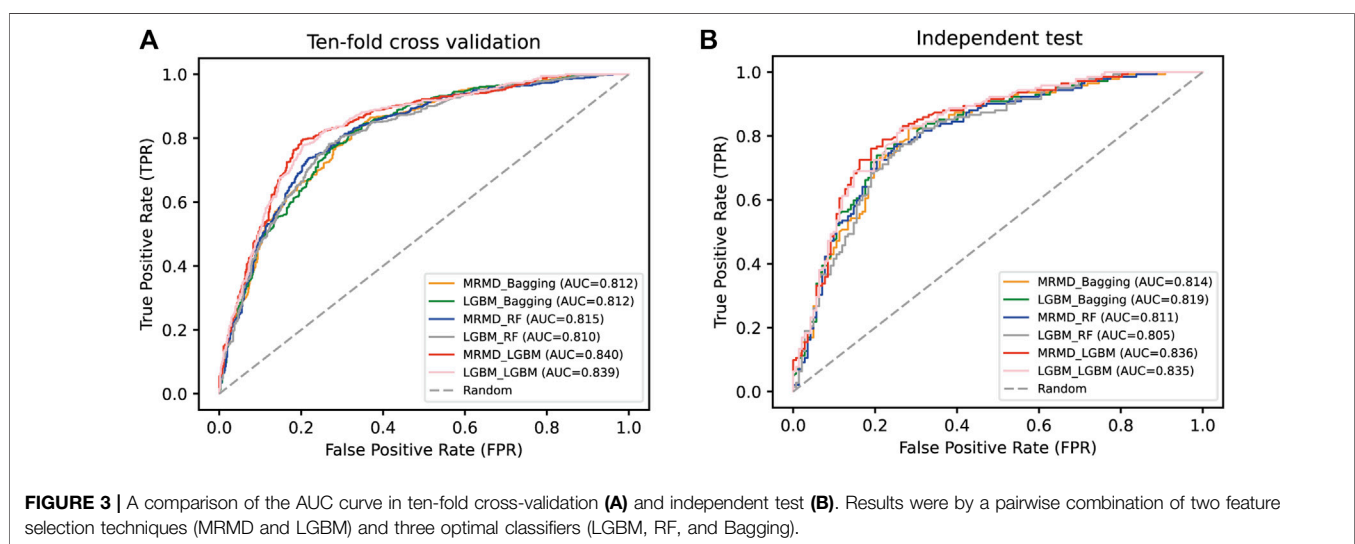 A
Ten-fold cross validation
True Positive Rate (TPR)
1.0
0.8
0.6
0.4
0.2
0.0
MRMD_Bagging (AUC=0.812)
LGBM_Bagging (AUC=0.812)
MRMD_RF (AUC=0.815)
LGBM_RF (AUC=0.810)
MRMD_LGBM (AUC=0.840)
LGBM_LGBM (AUC=0.839)
Random
0.0 0.2 0.4 0.6 0.8 1.0
False Positive Rate (FPR)
B
Independent test
True Positive Rate (TPR)
1.0
0.8
0.6
0.4
0.2
0.0
MRMD_Bagging (AUC=0.814)
LGBM_Bagging (AUC=0.819)
MRMD_RF (AUC=0.811)
LGBM_RF (AUC=0.805)
MRMD_LGBM (AUC=0.836)
LGBM_LGBM (AUC=0.835)
Random
0.0 0.2 0.4 0.6 0.8 1.0
False Positive Rate (FPR)
FIGURE 3 | A comparison of the AUC curve in ten-fold cross-validation (A) and independent test (B). Results were by a pairwise combination of two feature
selection techniques (MRMD and LGBM) and three optimal classifiers (LGBM, RF, and Bagging).